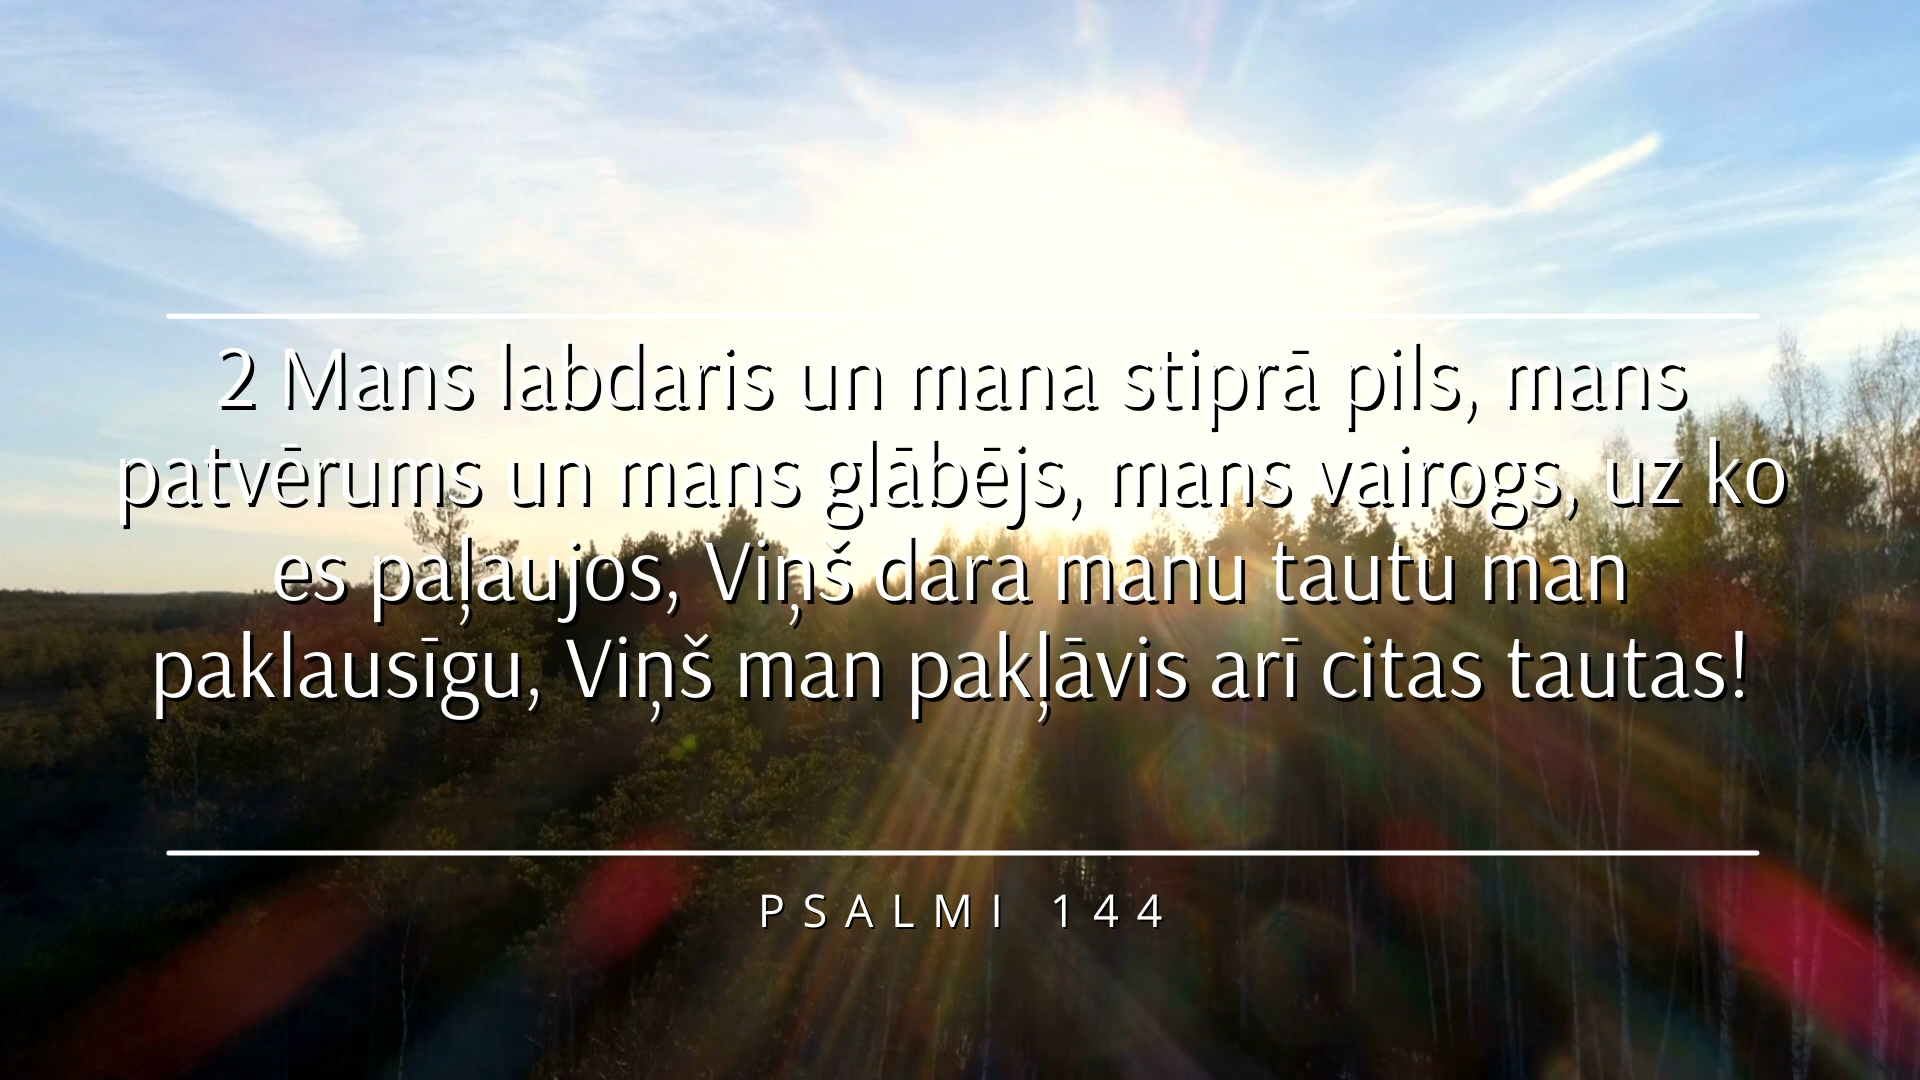 2 Mans labdaris un mana stiprā pils, mans
patvērums un mans glābējs, mans vairogs, uz ko
es paļaujos, Viņš dara manu tautu man
paklausīgu, Viņš man pakļāvis arī citas tautas!
PSALMI 144